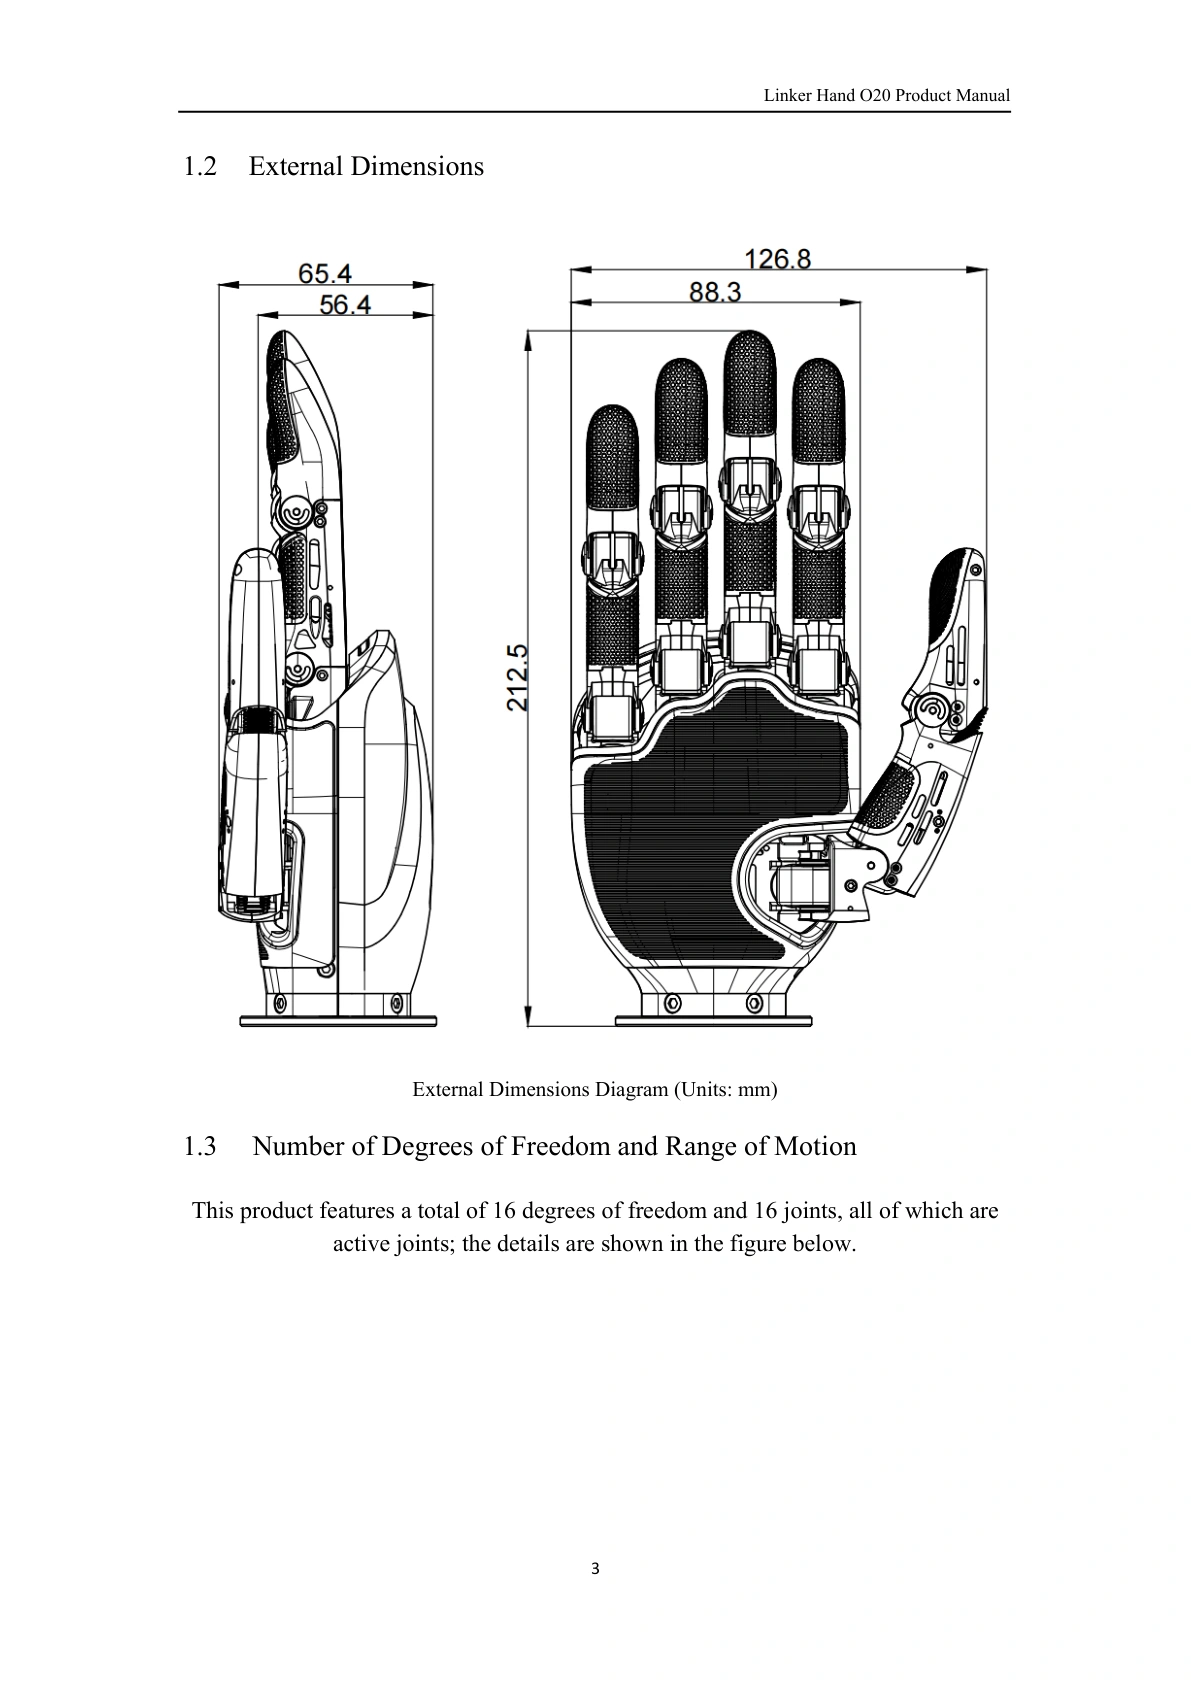 Linker Hand O20 Product Manual
1.2 External Dimensions
126.8
65.4
88.3
56.4
212.5
External Dimensions Diagram (Units: mm)
1.3 Number of Degrees of Freedom and Range of Motion
This product features a total of 16 degrees of freedom and 16 joints, all of which are
active joints; the details are shown in the figure below.
3